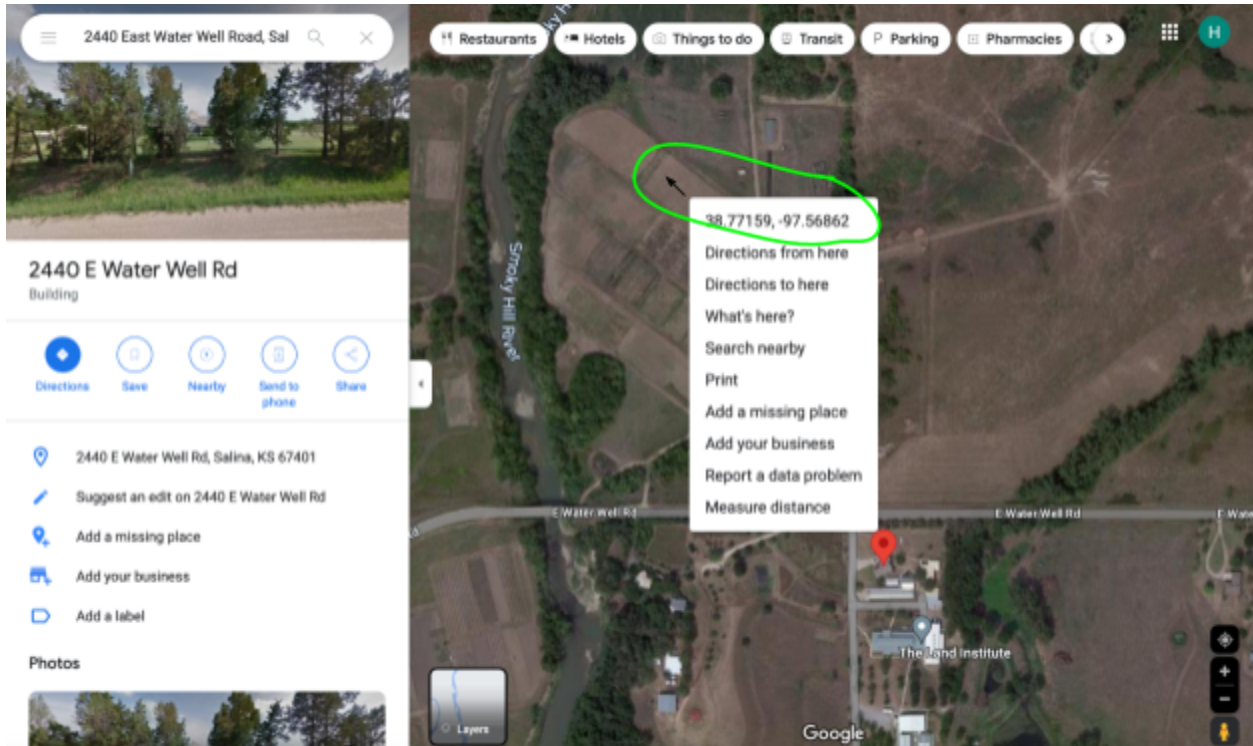 2440 East Water Well Road, Sal
Restaurants
Hotels
Things to do
Transit
Parking
Pharmacies
H
38.77159, -97.56862
Directions from here
Directions to here
What's here?
Search nearby
Print
Add a missing place
Add your business
Report a data problem
Measure distance
2440 E Water Well Rd
Building
Directions
Save
Nearby
Send to
phone
Share
2440 E Water Well Rd, Salina, KS 67401
Suggest an edit on 2440 E Water Well Rd
Add a missing place
Add your business
Add a label
Photos
Smoky Hill River
E Water Well Rd
E Water Well Rd
E Wate
The Land Institute
Layers
Google